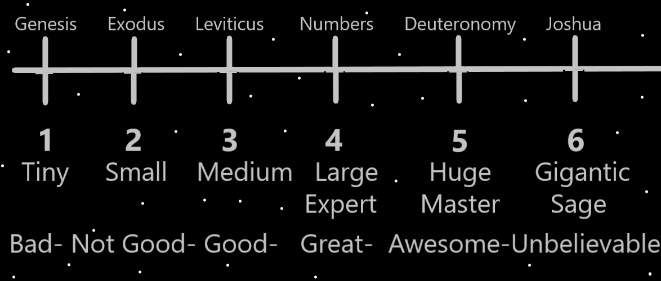 Genesis Exodus Leviticus Numbers Deuteronomy Joshua
1 2 3 4 5 6
Tiny Small Medium Large Huge Gigantic
Expert Master Sage
Bad- Not Good- Good- Great- Awesome-Unbelievable